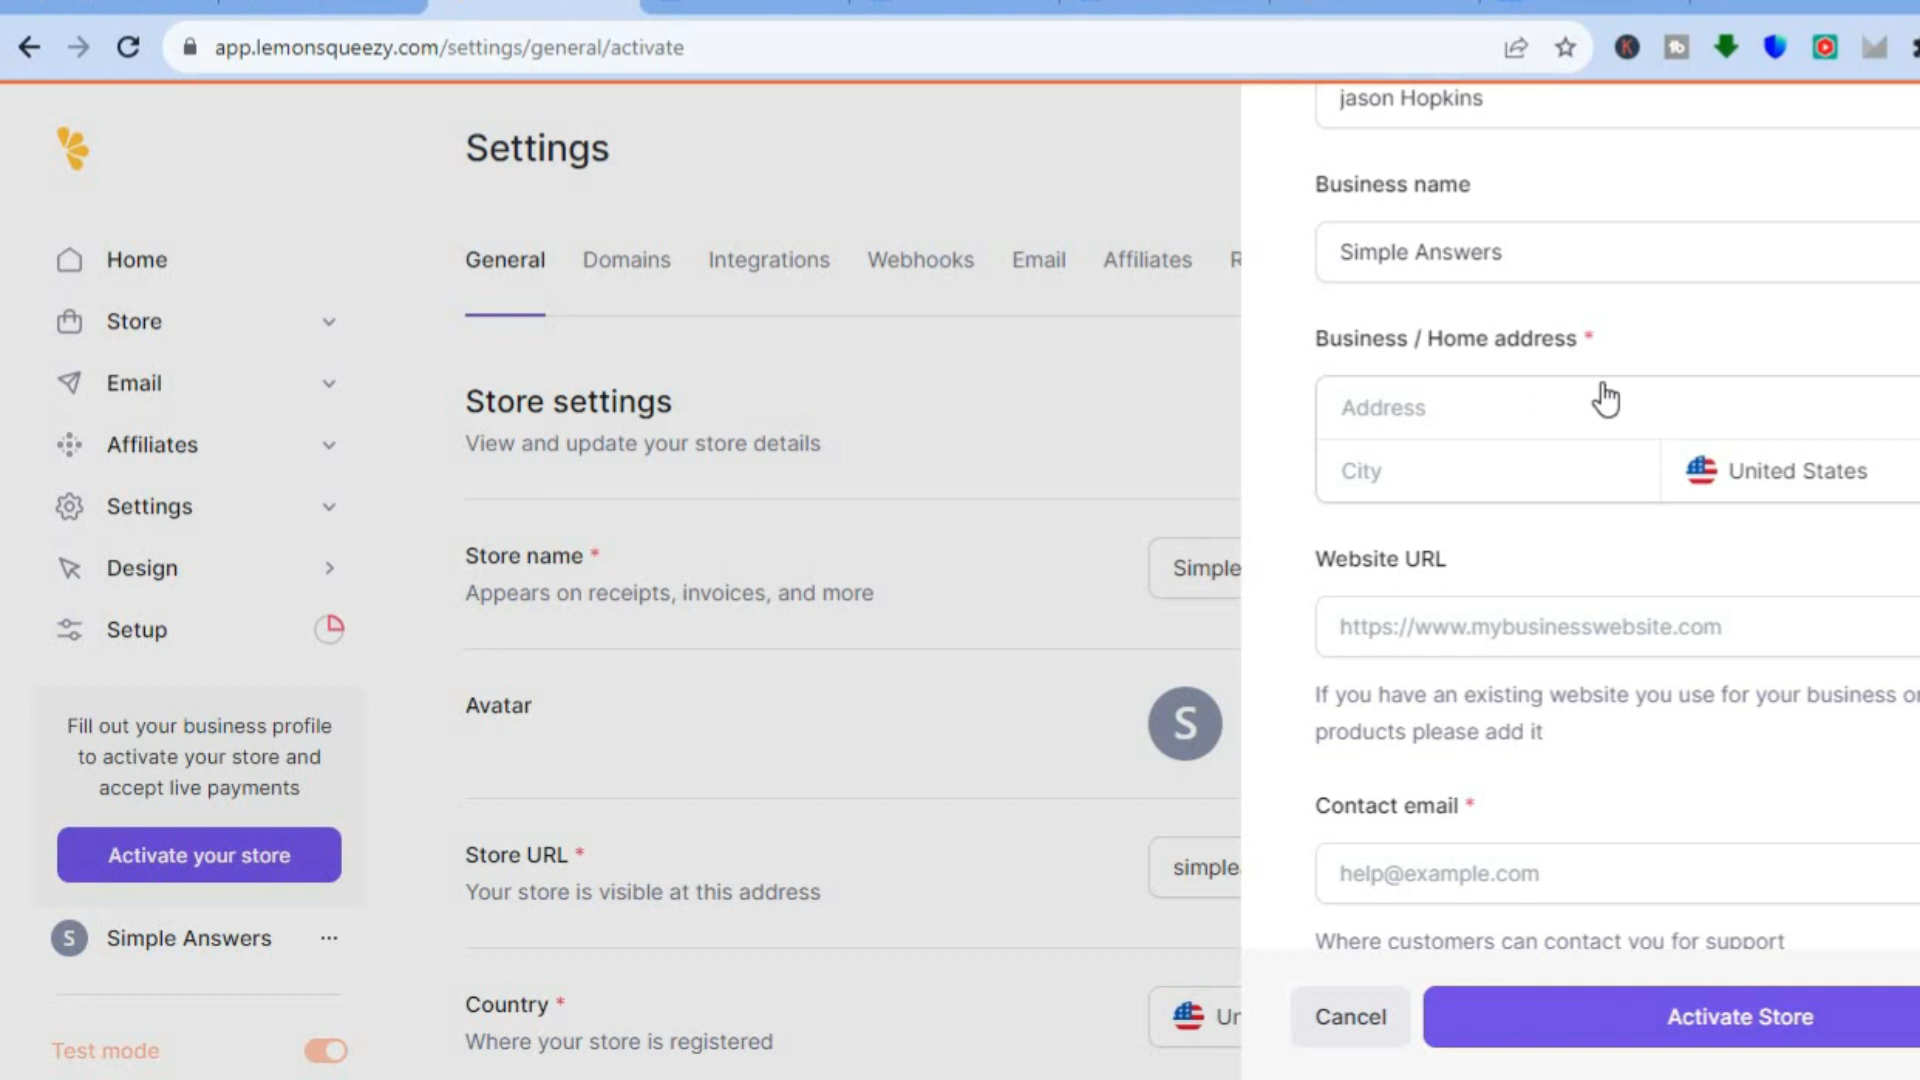 app.lemonsqueezy.com/settings/general/activate
K
tb
Home
Store
Email
Affiliates
Settings
Design
Setup
Fill out your business profile
to activate your store and
accept live payments
Activate your store
S
Simple Answers
...
Test mode
Settings
General
Domains
Integrations
Webhooks
Email
Affiliates
Store settings
View and update your store details
Store name *
Appears on receipts, invoices, and more
Simple
Avatar
S
Store URL *
Your store is visible at this address
simple
Country *
Where your store is registered
Un
jason Hopkins
Business name
Simple Answers
Business / Home address *
Address
City
United States
Website URL
https://www.mybusinesswebsite.com
If you have an existing website you use for your business or
products please add it
Contact email *
help@example.com
Where customers can contact you for support
Cancel
Activate Store